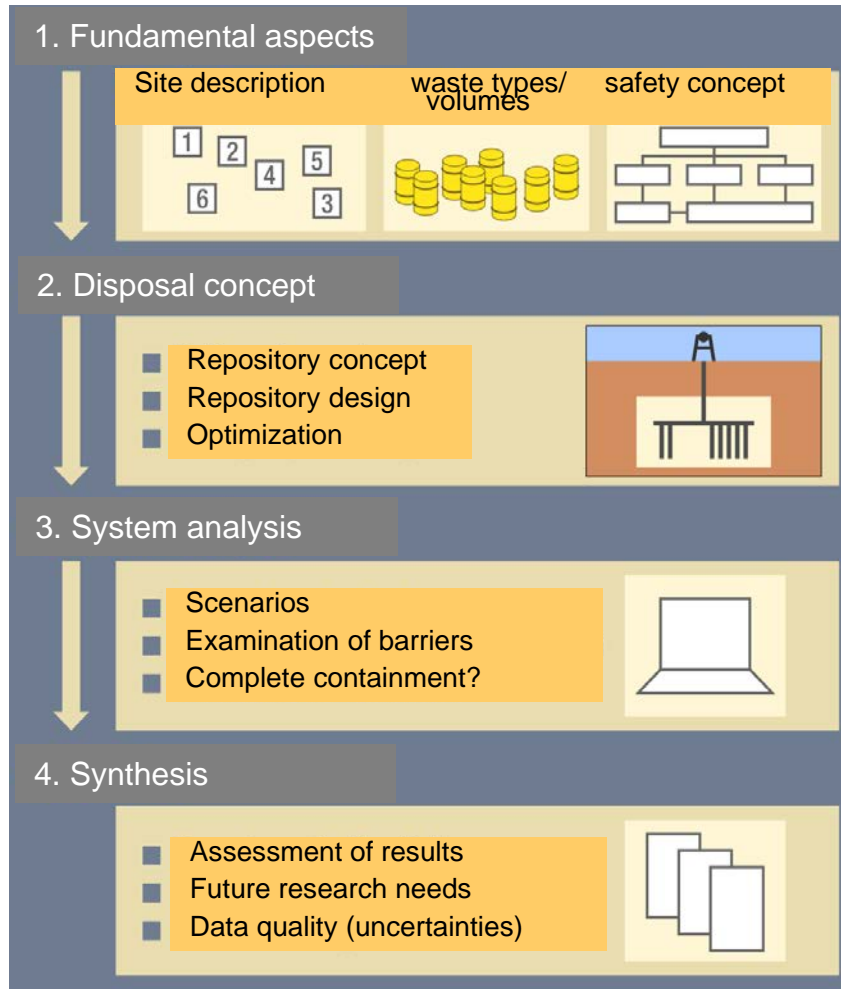 1. Fundamental aspects
Site description
waste types/
volumes
safety concept
1
2
5
4
6
3
2. Disposal concept
Repository concept
Repository design
Optimization
3. System analysis
Scenarios
Examination of barriers
Complete containment?
4. Synthesis
Assessment of results
Future research needs
Data quality (uncertainties)